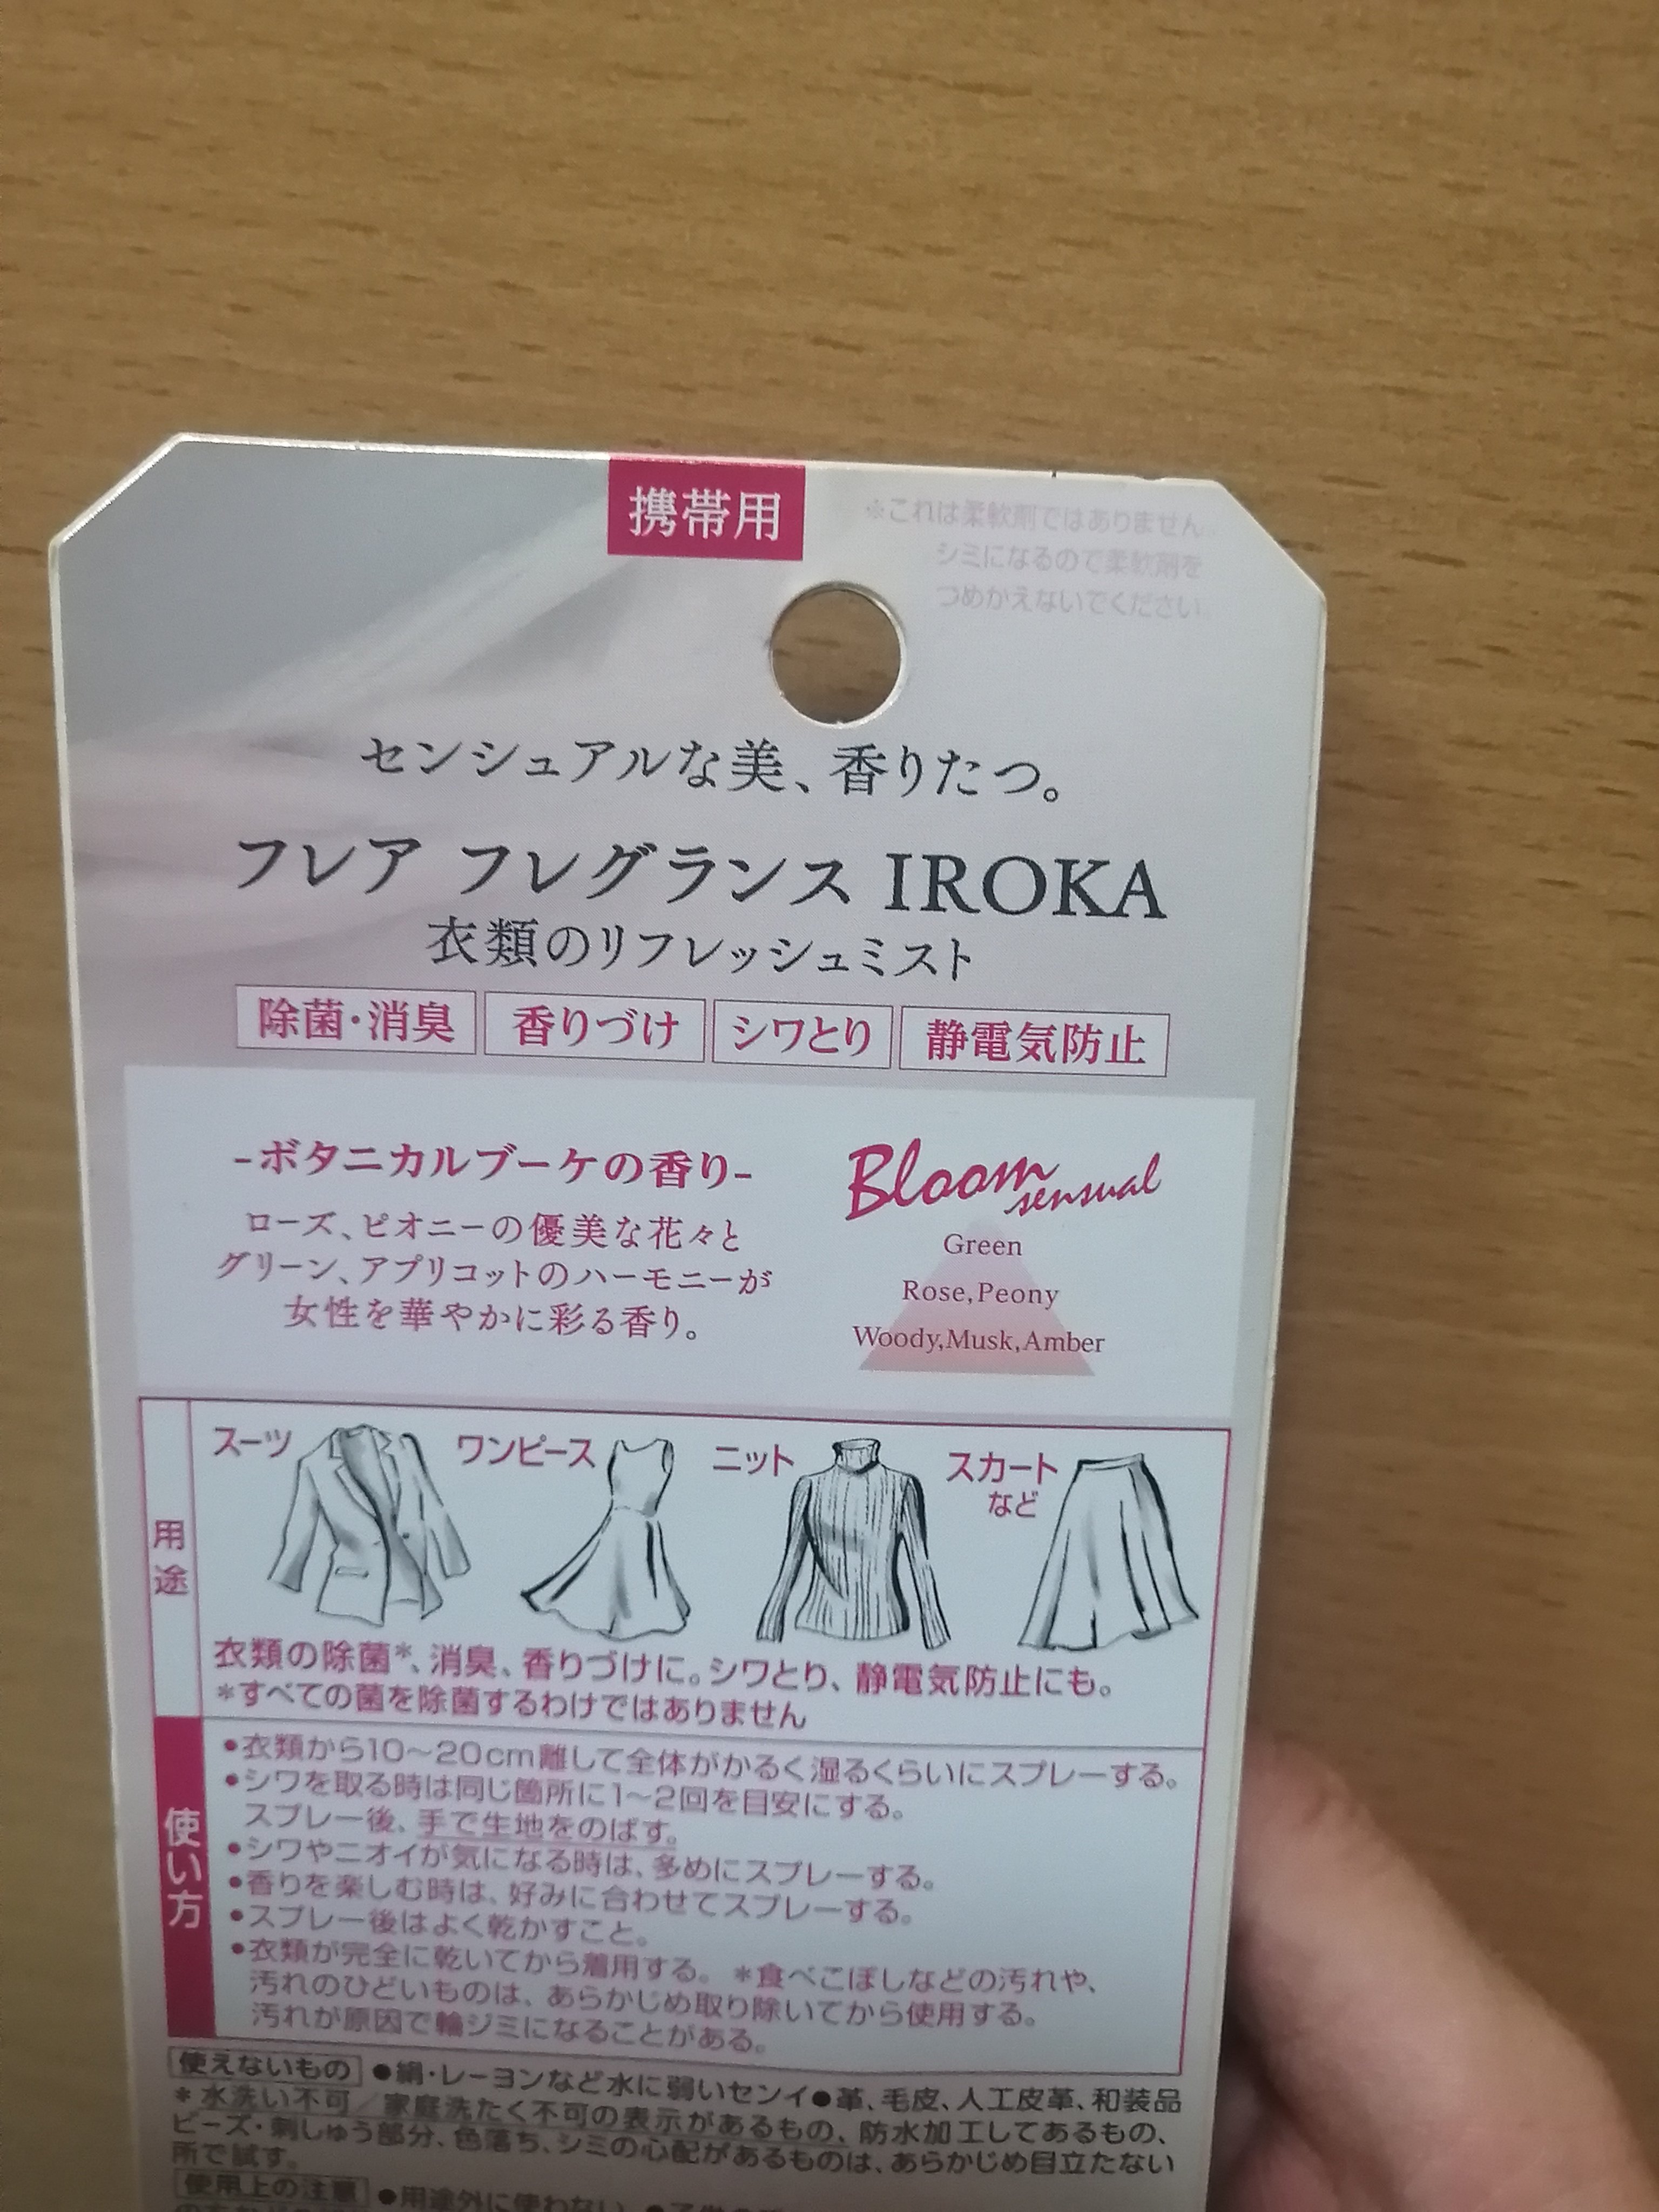 携帯用
※これは柔軟剤ではありません。
シミになるので柔軟剤を
つめかえないでください。
センシュアルな美、香りたつ。
フレア フレグランス IROKA
衣類のリフレッシュミスト
除菌・消臭 香りづけ シワとり 静電気防止
-ボタニカルブーケの香り-
ローズ、ピオニーの優美な花々と
グリーン、アプリコットのハーモニーが
女性を華やかに彩る香り。
Bloom
sensual
Green
Rose,Peony
Woody,Musk,Amber
用途
スーツ ワンピース ニット スカート
など
衣類の除菌*、消臭、香りづけに。シワとり、静電気防止にも。
*すべての菌を除菌するわけではありません
使い方
●衣類から10～20cm離して全体がかるく湿るくらいにスプレーする。
●シワを取る時は同じ箇所に1～2回を目安にする。
スプレー後、手で生地をのばす。
●シワやニオイが気になる時は、多めにスプレーする。
●香りを楽しむ時は、好みに合わせてスプレーする。
●スプレー後はよく乾かすこと。
●衣類が完全に乾いてから着用する。 *食べこぼしなどの汚れや、
汚れのひどいものは、あらかじめ取り除いてから使用する。
汚れが原因で輪ジミになることがある。
使えないもの ●絹・レーヨンなど水に弱いセンイ●革、毛皮、人工皮革、和装品
*水洗い不可／家庭洗たく不可の表示があるもの、防水加工してあるもの、
ビーズ・刺しゅう部分、色落ち、シミの心配があるものは、あらかじめ目立たない
所で試す。
使用上の注意 ●用途外に使わない